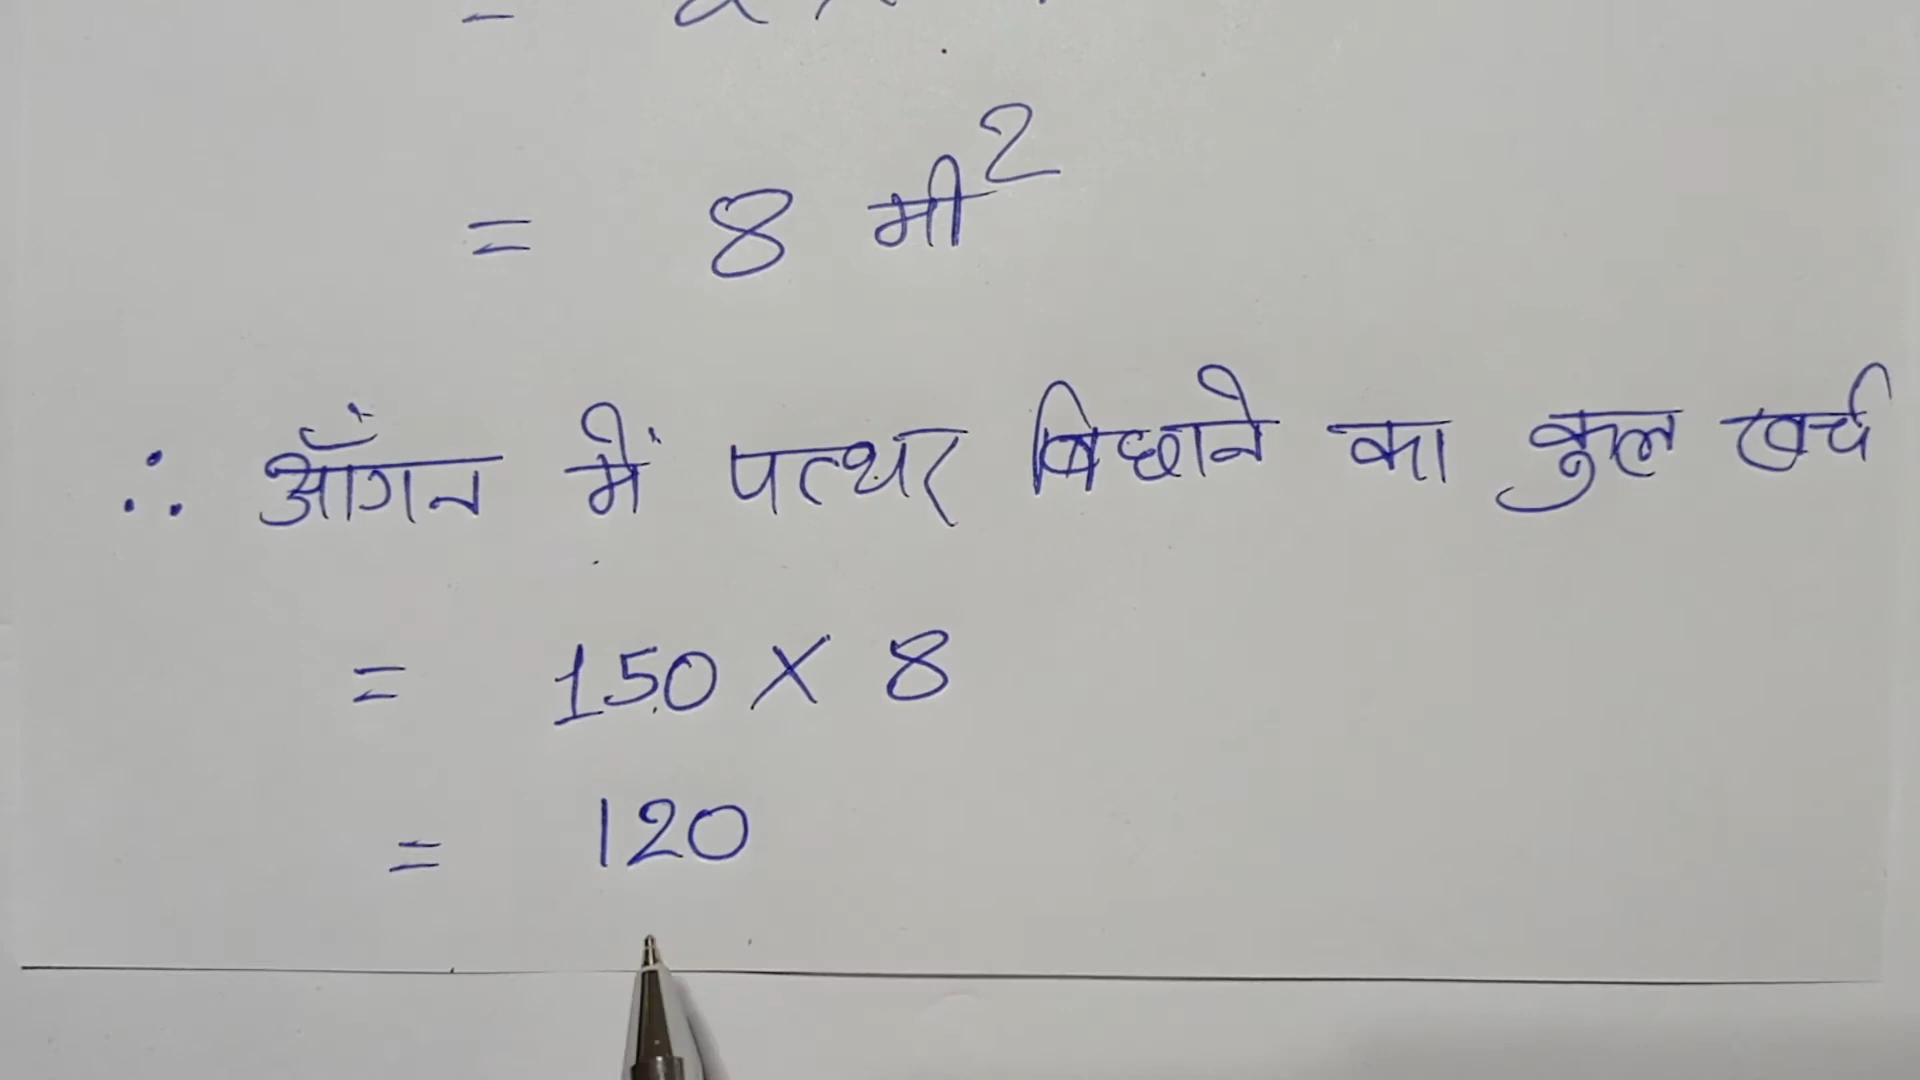 = 8 मी²
∴ आँगन में पत्थर बिछाने का कुल खर्च
= 150 × 8
= 120